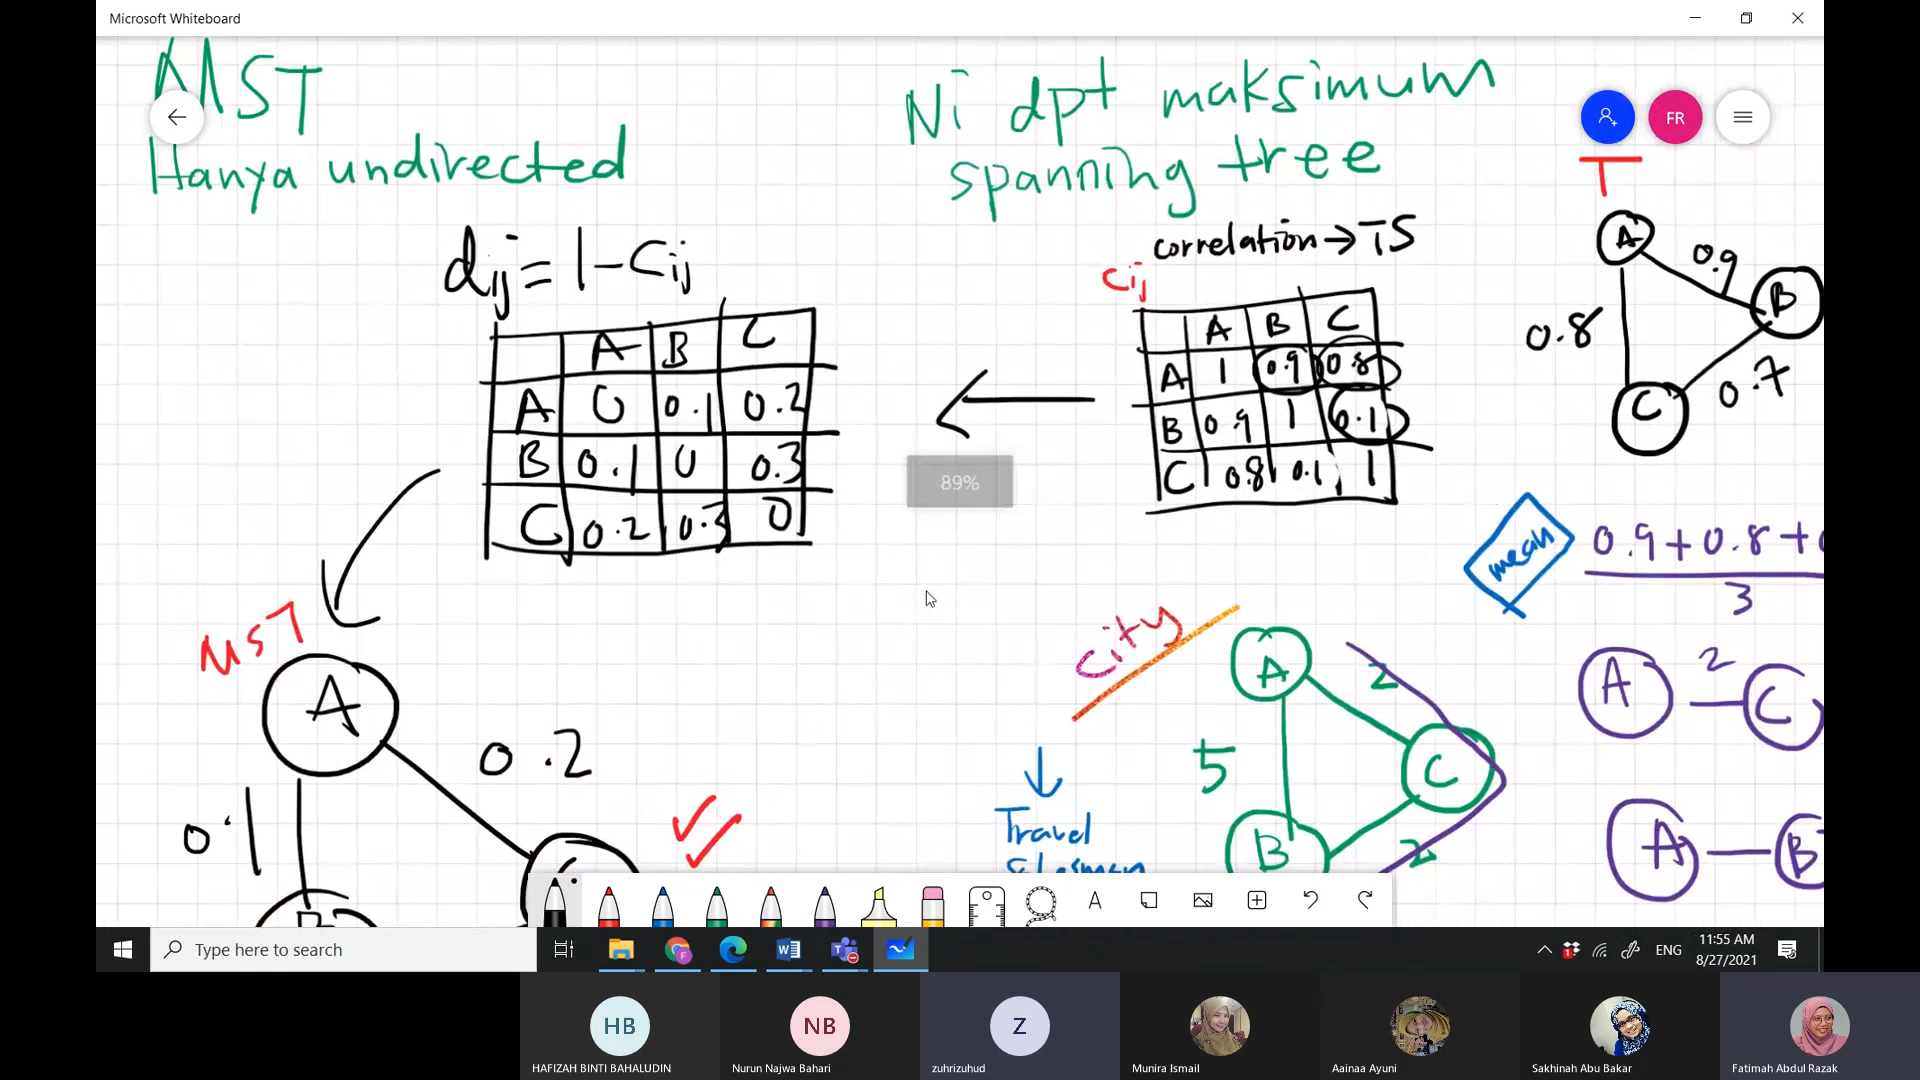 Microsoft Whiteboard
MST
Hanya undirected
Ni dpt maksimum
spanning tree
FR
T
dij = 1 - Cij
correlation → TS
Cij
A B C
A 0 0.1 0.2
B 0.1 0 0.3
C 0.2 0.3 0
A B C
A 1 0.9 0.8
B 0.9 1 0.1
C 0.8 0.1 1
A
0.9
B
0.8
0.7
C
89%
mean
0.9+0.8+
3
MST
A
0.2
0.1
B
C
City
A
2
5
C
B
2
Travel
A 2 C
A B
A
Type here to search
ENG
11:55 AM
8/27/2021
HB
HAFIZAH BINTI BAHALUDIN
NB
Nurun Najwa Bahari
Z
zuhrizuhud
Munira Ismail
Aainaa Ayuni
Sakhinah Abu Bakar
Fatimah Abdul Razak